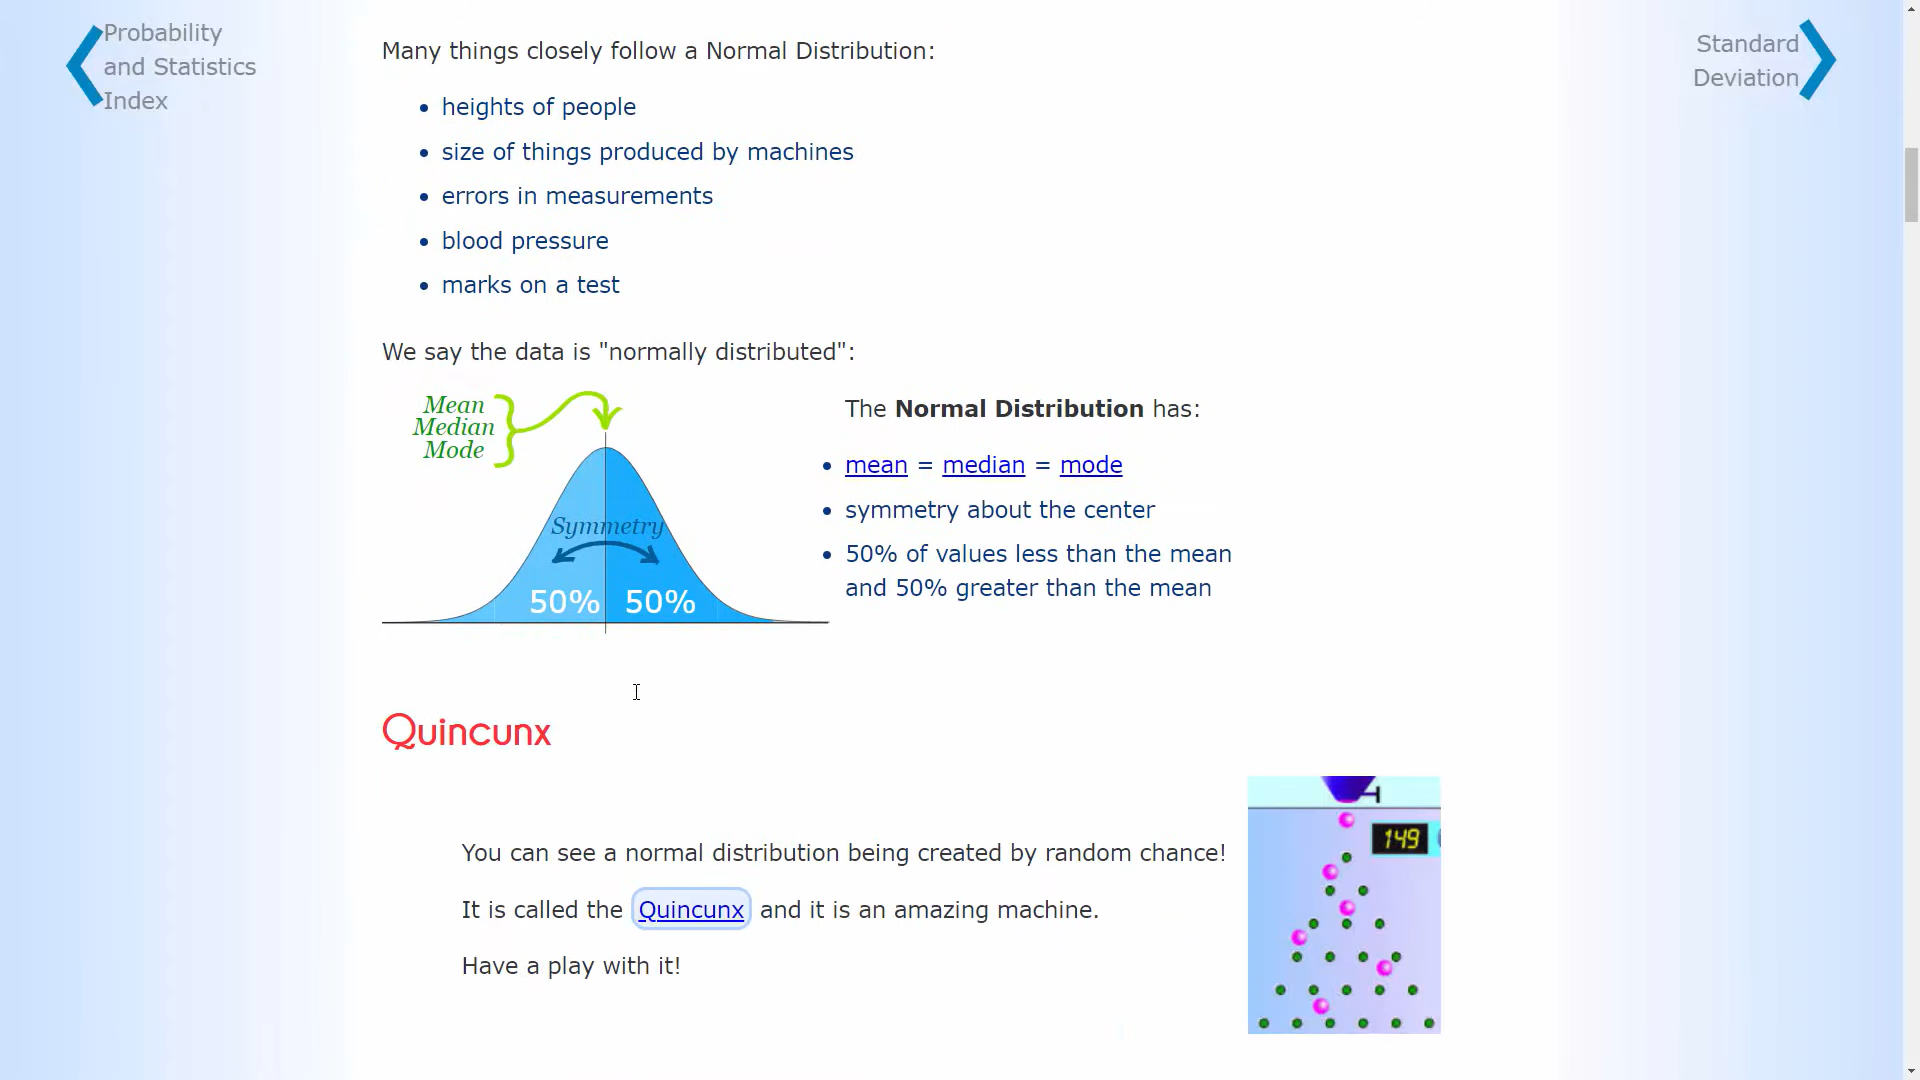 Probability
and Statistics
Index
Standard
Deviation
Many things closely follow a Normal Distribution:
heights of people
size of things produced by machines
errors in measurements
blood pressure
marks on a test
We say the data is "normally distributed":
Mean
Median
Mode
Symmetry
50% 50%
The Normal Distribution has:
mean = median = mode
symmetry about the center
50% of values less than the mean
and 50% greater than the mean
Quincunx
You can see a normal distribution being created by random chance!
It is called the Quincunx and it is an amazing machine.
Have a play with it!
149